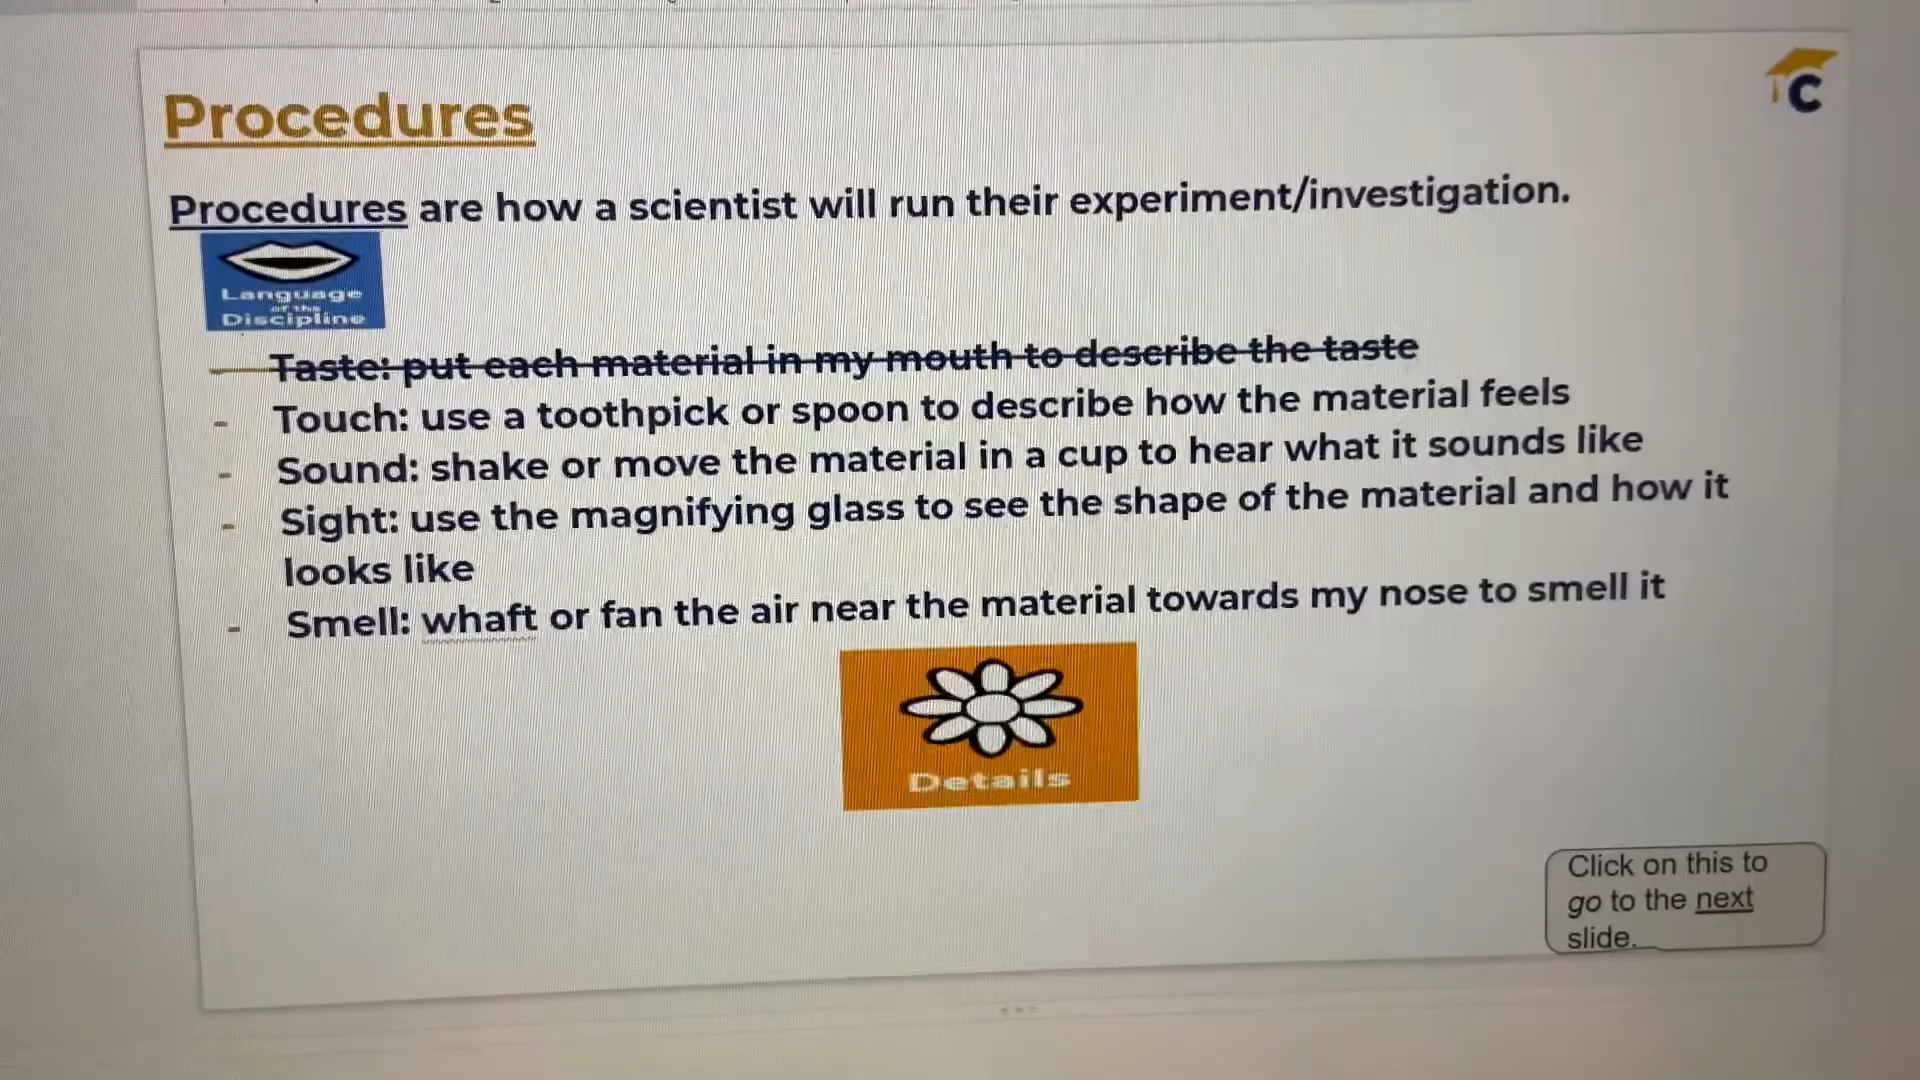 Procedures
Procedures are how a scientist will run their experiment/investigation.
Language
of the
Discipline
- Taste: put each material in my mouth to describe the taste
- Touch: use a toothpick or spoon to describe how the material feels
- Sound: shake or move the material in a cup to hear what it sounds like
- Sight: use the magnifying glass to see the shape of the material and how it
looks like
- Smell: whaft or fan the air near the material towards my nose to smell it
Details
Click on this to
go to the next
slide.
C